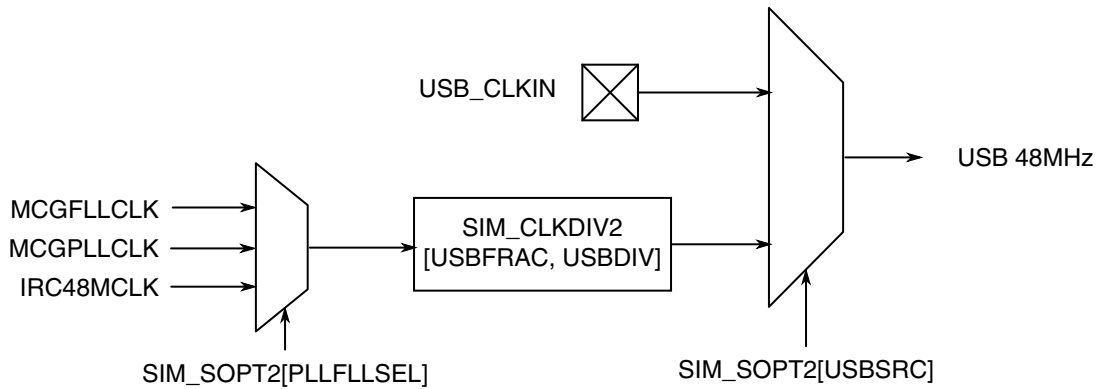 USB_CLKIN
USB 48MHz
MCGFLLCLK
MCGPLLCLK
IRC48MCLK
SIM_CLKDIV2
[USBFRAC, USBDIV]
SIM_SOPT2[PLLFLLSEL]
SIM_SOPT2[USBSRC]